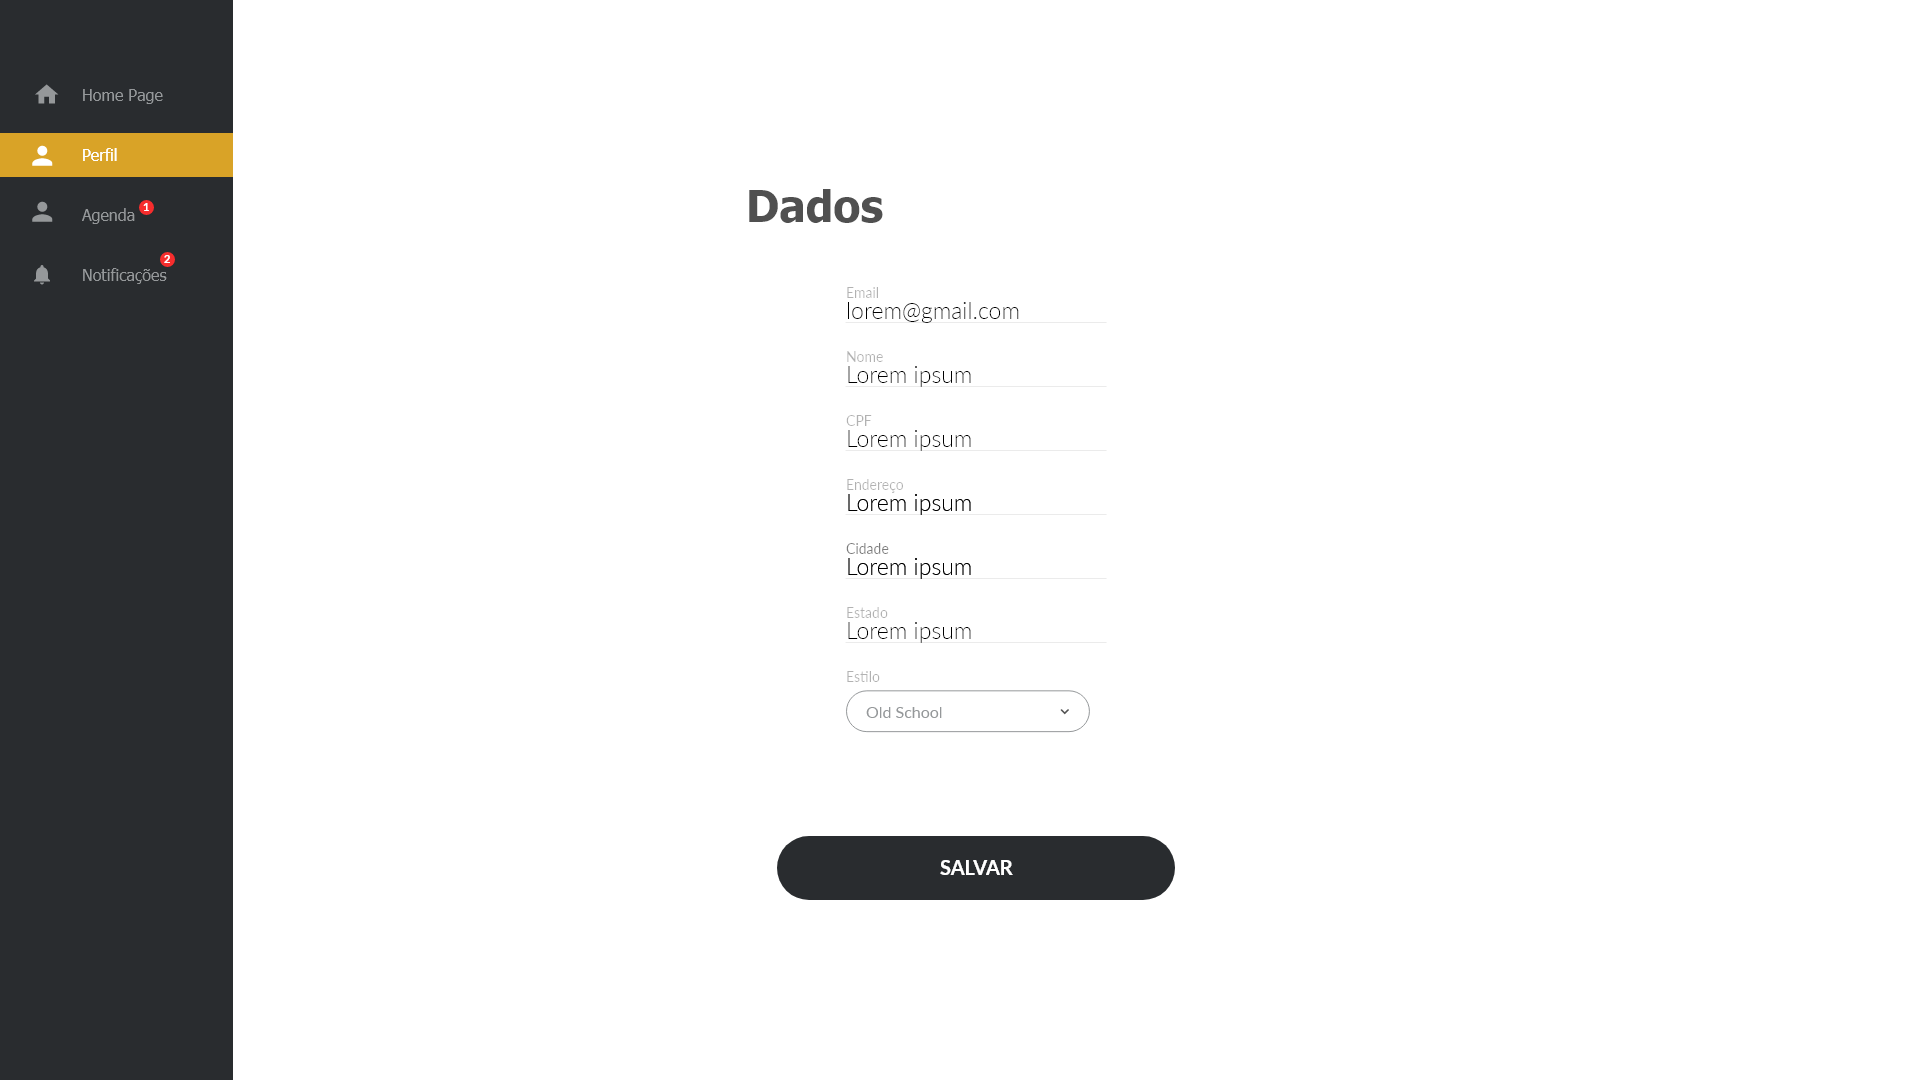 Home Page
Perfil
Agenda 1
Notificações 2
Dados
Email
lorem@gmail.com
Nome
Lorem ipsum
CPF
Lorem ipsum
Endereço
Lorem ipsum
Cidade
Lorem ipsum
Estado
Lorem ipsum
Estilo
Old School
SALVAR